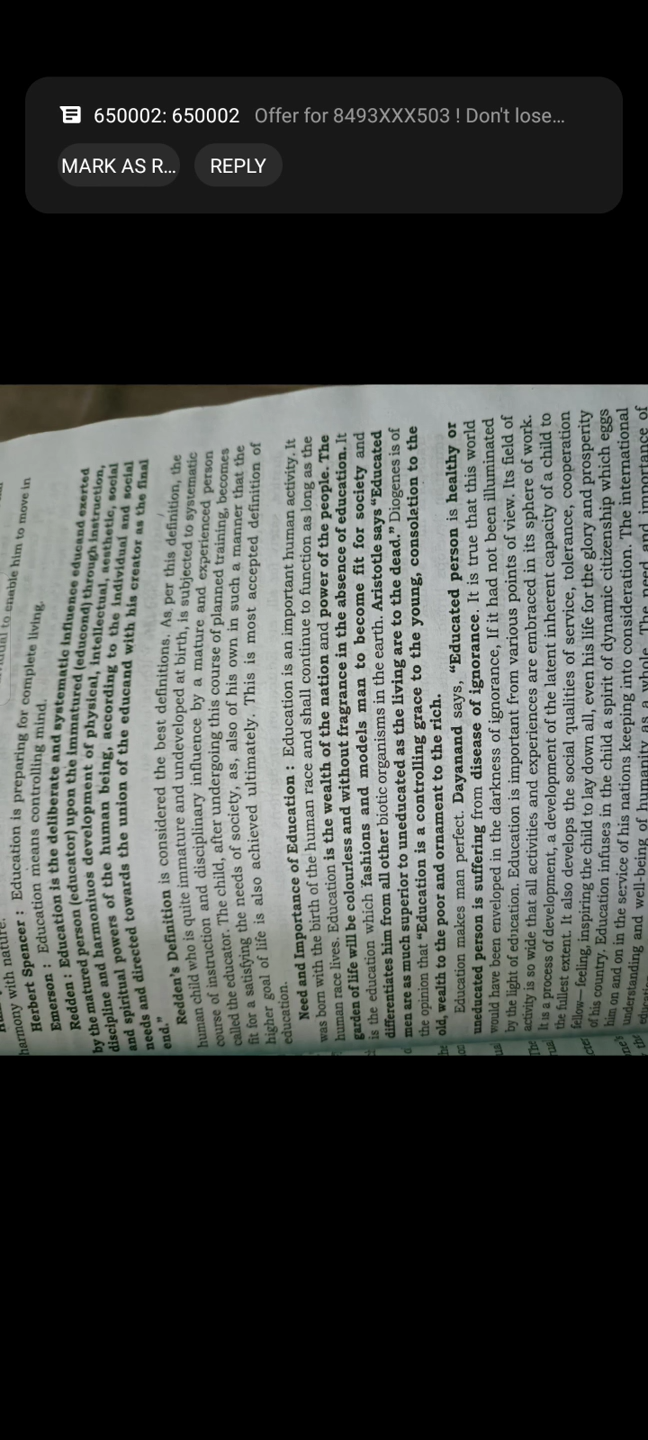 650002: 650002 Offer for 8493XXX503 ! Don't lose...
MARK AS R... REPLY
to enable him to move in
harmony with nature.
Herbert Spencer : Education is preparing for complete living.
Emerson : Education means controlling mind.
Redden : Education is the deliberate and systematic influence educand exerted
by the matured person (educator) upon the immatured (educond) through instruction,
discipline and harmoniuos development of physical, intellectual, aesthetic, social
and spiritual powers of the human being, according to the individual and social
needs and directed towards the union of the educand with his creator as the final
end."
Redden's Definition is considered the best definitions. As per this definition, the
human child who is quite immature and undeveloped at birth, is subjected to systematic
course of instruction and disciplinary influence by a mature and experienced person
called the educator. The child, after undergoing this course of planned training, becomes
fit for a satisfying the needs of society, as, also of his own in such a manner that the
higher goal of life is also achieved ultimately. This is most accepted definition of
education.
Need and Importance of Education : Education is an important human activity. It
was born with the birth of the human race and shall continue to function as long as the
human race lives. Education is the wealth of the nation and power of the people. The
garden of life will be colourless and without fragrance in the absence of education. It
is the education which fashions and models man to become fit for society and
differentiates him from all other biotic organisms in the earth. Aristotle says "Educated
men are as much superior to uneducated as the living are to the dead." Diogenes is of
the opinion that "Education is a controlling grace to the young, consolation to the
old, wealth to the poor and ornament to the rich.
Education makes man perfect. Dayanand says, "Educated person is healthy or
uneducated person is suffering from disease of ignorance. It is true that this world
would have been enveloped in the darkness of ignorance, If it had not been illuminated
by the light of education. Education is important from various points of view. Its field of
activity is so wide that all activities and experiences are embraced in its sphere of work.
It is a process of development, a development of the latent inherent capacity of a child to
the fullest extent. It also develops the social qualities of service, tolerance, cooperation
fellow—feeling, inspiring the child to lay down all, even his life for the glory and prosperity
of his country. Education infuses in the child a spirit of dynamic citizenship which eggs
him on and on in the service of his nations keeping into consideration. The international
understanding and well-being of humanity as a whole. The need and importance of